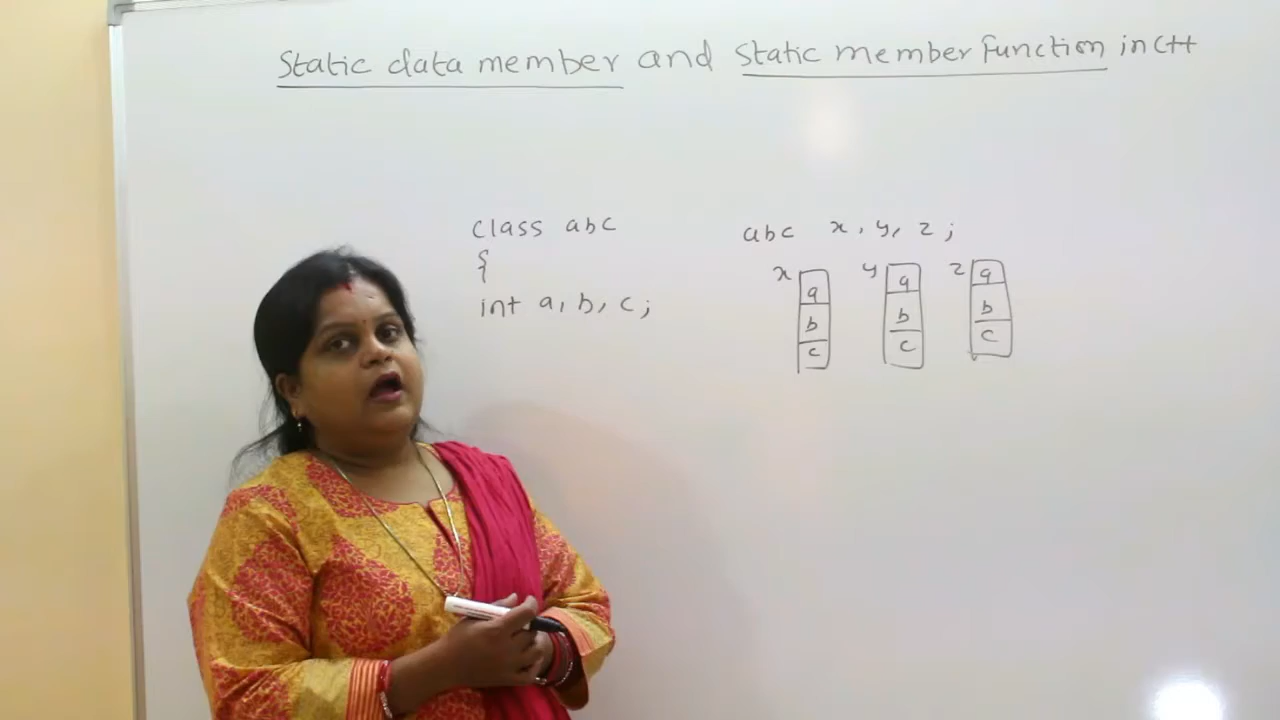 Static data member and Static member function in C++
class abc
{
int a, b, c;
abc x, y, z;
x y z
a a a
b b b
c c c